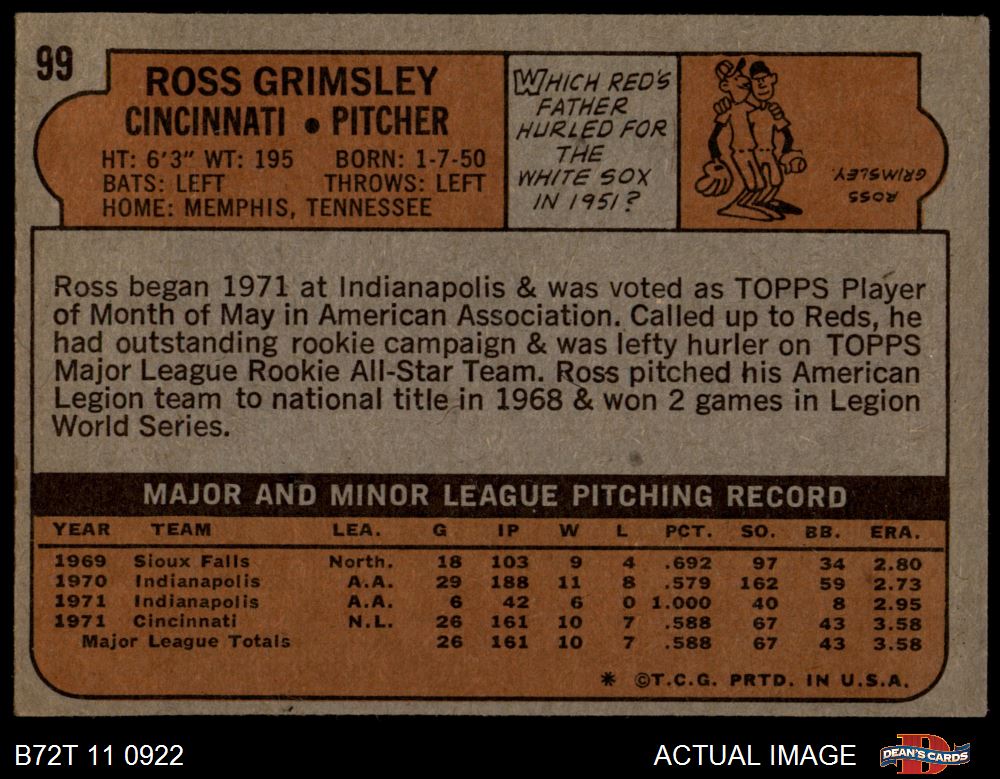 99
ROSS GRIMSLEY
CINCINNATI • PITCHER
HT: 6'3" WT: 195 BORN: 1-7-50
BATS: LEFT THROWS: LEFT
HOME: MEMPHIS, TENNESSEE
WHICH RED'S
FATHER
HURLED FOR
THE
WHITE SOX
IN 1951?
ROSS
GRIMSLEY
Ross began 1971 at Indianapolis & was voted as TOPPS Player
of Month of May in American Association. Called up to Reds, he
had outstanding rookie campaign & was lefty hurler on TOPPS
Major League Rookie All-Star Team. Ross pitched his American
Legion team to national title in 1968 & won 2 games in Legion
World Series.
MAJOR AND MINOR LEAGUE PITCHING RECORD
YEAR TEAM LEA. G IP W L PCT. SO. BB. ERA.
1969 Sioux Falls North. 18 103 9 4 .692 97 34 2.80
1970 Indianapolis A.A. 29 188 11 8 .579 162 59 2.73
1971 Indianapolis A.A. 6 42 6 0 1.000 40 8 2.95
1971 Cincinnati N.L. 26 161 10 7 .588 67 43 3.58
Major League Totals 26 161 10 7 .588 67 43 3.58
* ©T.C.G. PRTD. IN U.S.A.
B72T 11 0922 ACTUAL IMAGE DEAN'S CARDS